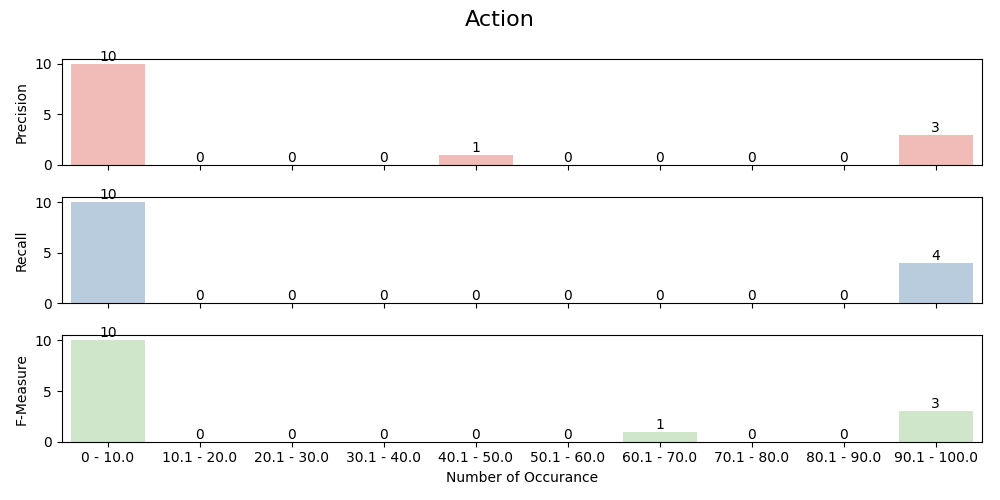 Action
10
10 5 0
Precision
0 0 0 1 0 0 0 0 3
10
10 5 0
Recall
0 0 0 0 0 0 0 0 4
10
10 5 0
F-Measure
0 0 0 0 0 1 0 0 3
0 - 10.0 10.1 - 20.0 20.1 - 30.0 30.1 - 40.0 40.1 - 50.0 50.1 - 60.0 60.1 - 70.0 70.1 - 80.0 80.1 - 90.0 90.1 - 100.0
Number of Occurance